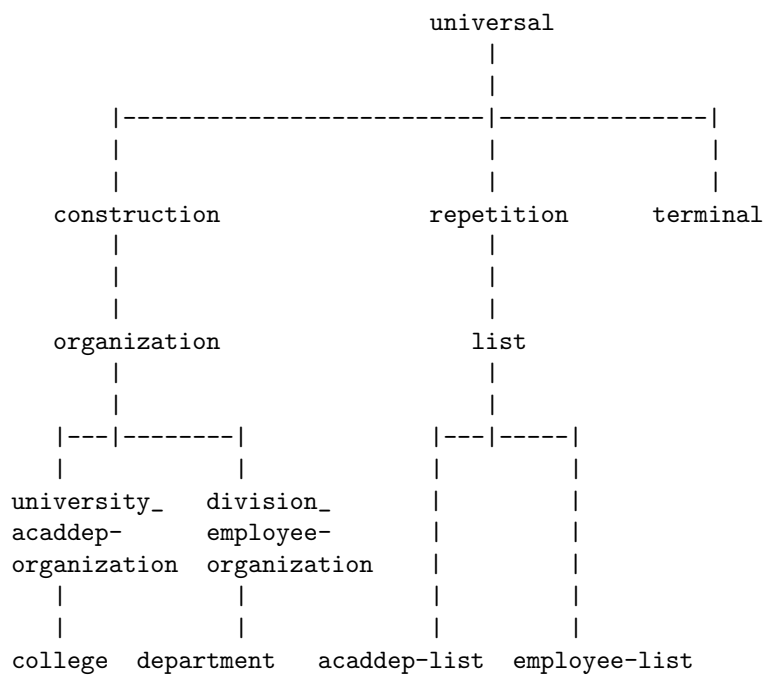 universal
construction repetition terminal
organization list
university_ division_
acaddep- employee-
organization organization
college department acaddep-list employee-list